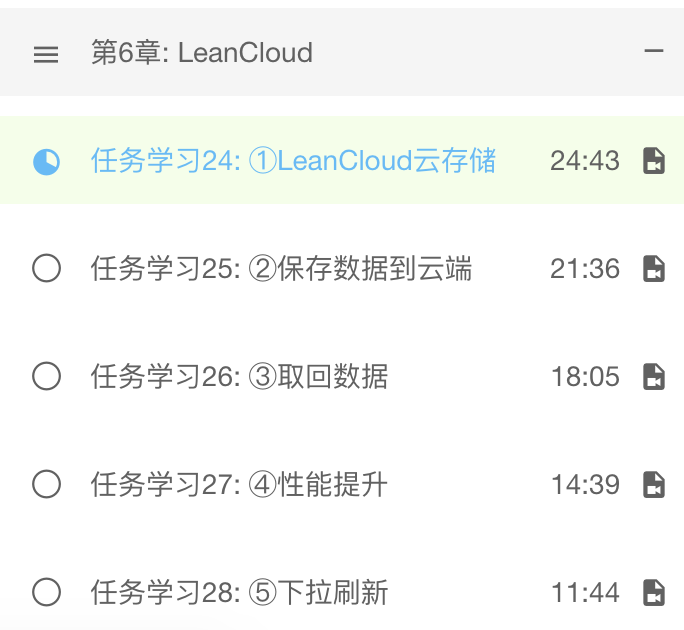 第6章: LeanCloud
任务学习24: ①LeanCloud云存储 24:43
任务学习25: ②保存数据到云端 21:36
任务学习26: ③取回数据 18:05
任务学习27: ④性能提升 14:39
任务学习28: ⑤下拉刷新 11:44